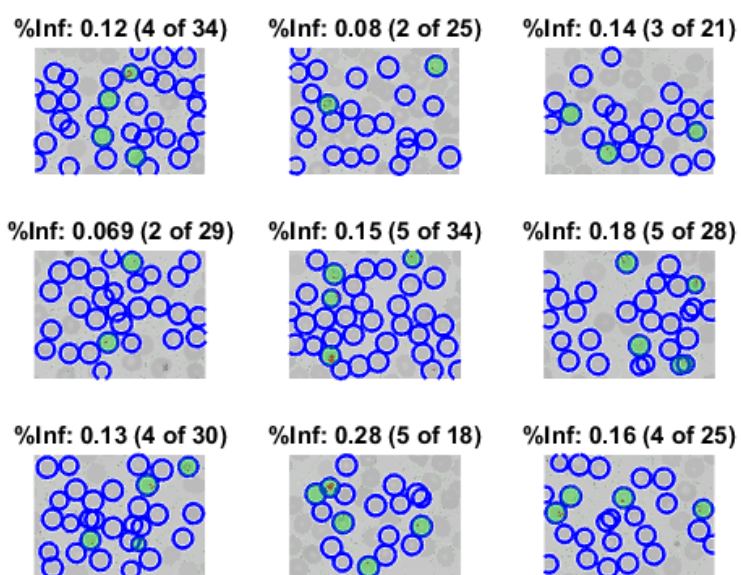 %Inf: 0.12 (4 of 34)
%Inf: 0.08 (2 of 25)
%Inf: 0.14 (3 of 21)
%Inf: 0.069 (2 of 29)
%Inf: 0.15 (5 of 34)
%Inf: 0.18 (5 of 28)
%Inf: 0.13 (4 of 30)
%Inf: 0.28 (5 of 18)
%Inf: 0.16 (4 of 25)